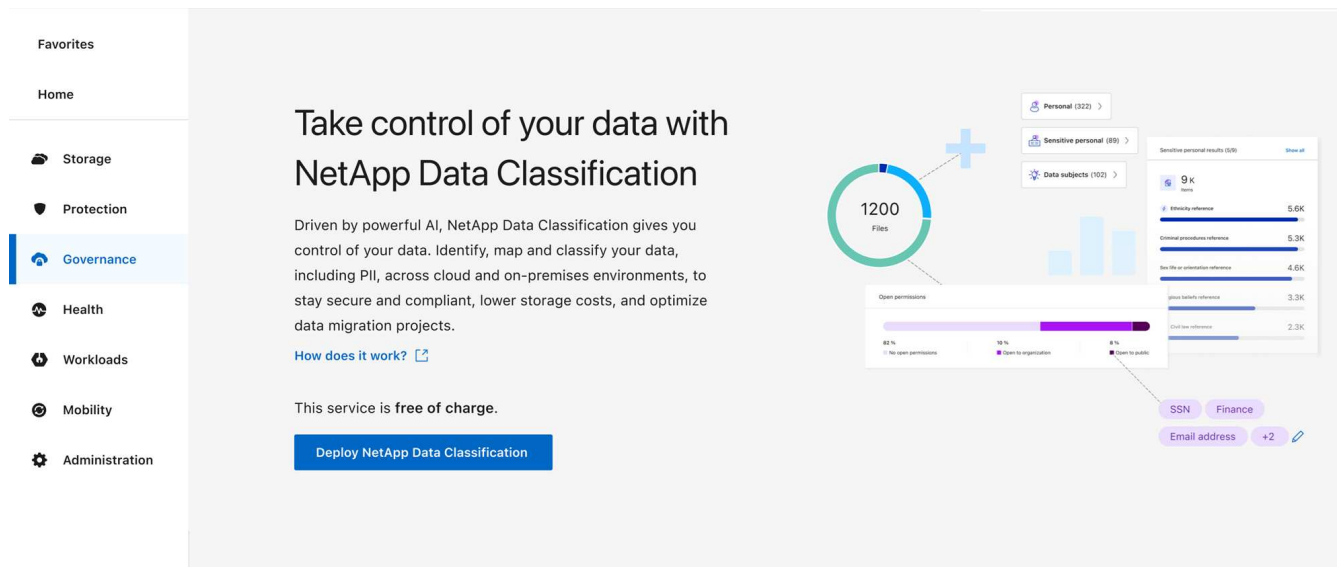 Favorites
Home
Storage
Protection
Governance
Health
Workloads
Mobility
Administration
Take control of your data with
NetApp Data Classification
Driven by powerful AI, NetApp Data Classification gives you
control of your data. Identify, map and classify your data,
including PII, across cloud and on-premises environments, to
stay secure and compliant, lower storage costs, and optimize
data migration projects.
How does it work?
This service is free of charge.
Deploy NetApp Data Classification
1200
Files
Personal (322)
Sensitive personal (89)
Data subjects (102)
Sensitive personal results (5/9) Show all
9 K
items
Ethnicity reference 5.6K
Criminal procedures reference 5.3K
Sex life or orientation reference 4.6K
beliefs reference 3.3K
Civil law reference 2.3K
Open permissions
82 % 10 % 8 %
No open permissions Open to organization Open to public
SSN Finance
Email address +2